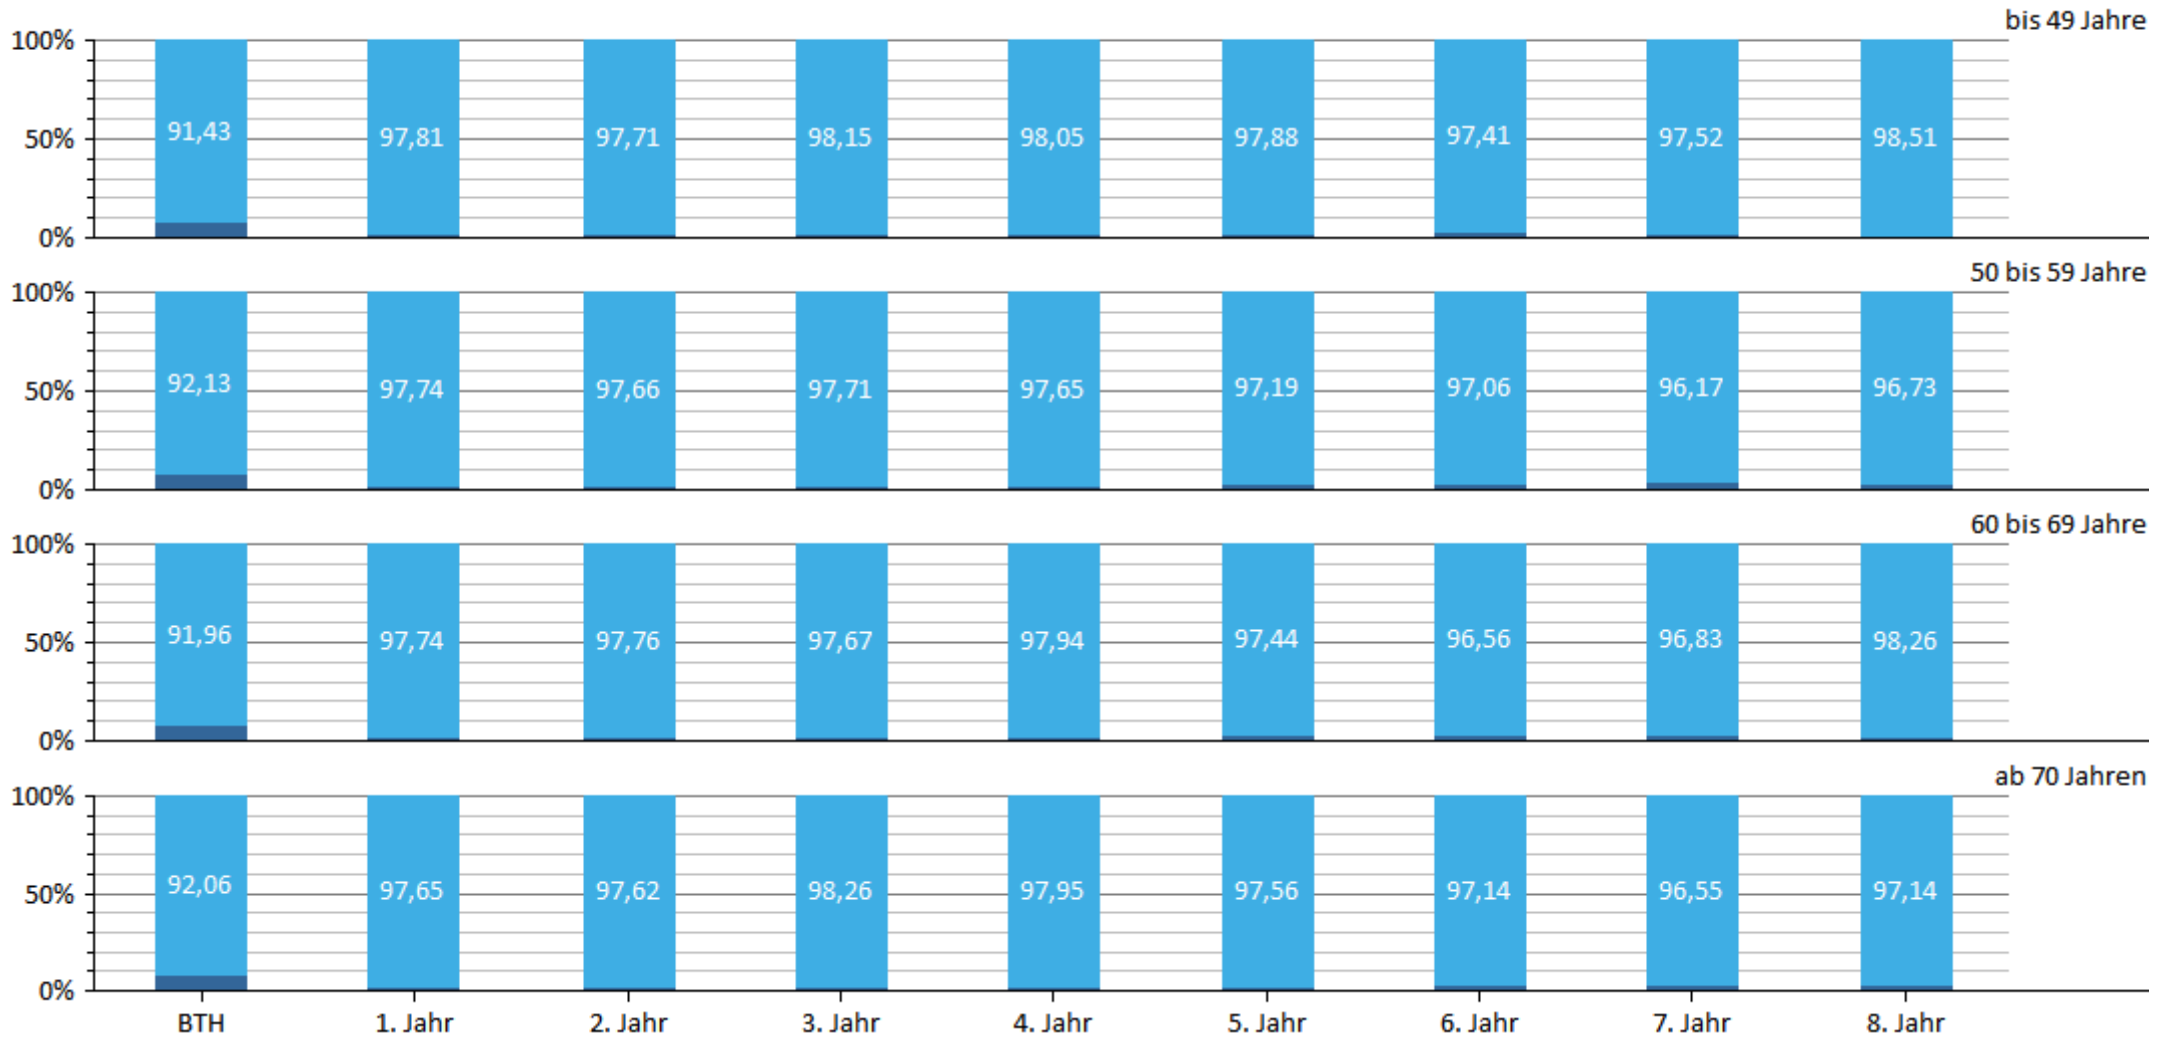 bis 49 Jahre
100%
91,43 97,81 97,71 98,15 98,05 97,88 97,41 97,52 98,51
50%
0%
50 bis 59 Jahre
100%
92,13 97,74 97,66 97,71 97,65 97,19 97,06 96,17 96,73
50%
0%
60 bis 69 Jahre
100%
91,96 97,74 97,76 97,67 97,94 97,44 96,56 96,83 98,26
50%
0%
ab 70 Jahren
100%
92,06 97,65 97,62 98,26 97,95 97,56 97,14 96,55 97,14
50%
0%
BTH 1. Jahr 2. Jahr 3. Jahr 4. Jahr 5. Jahr 6. Jahr 7. Jahr 8. Jahr